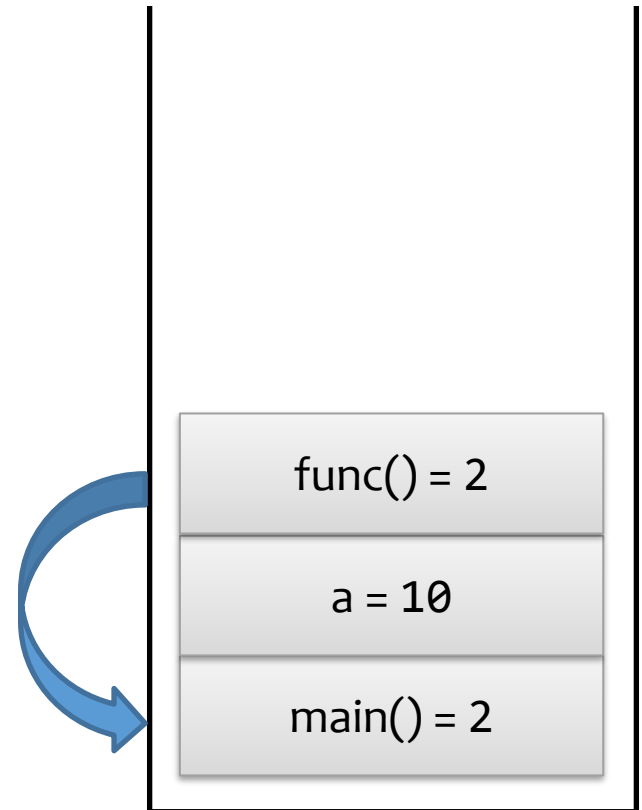 func() = 2
a = 10
main() = 2